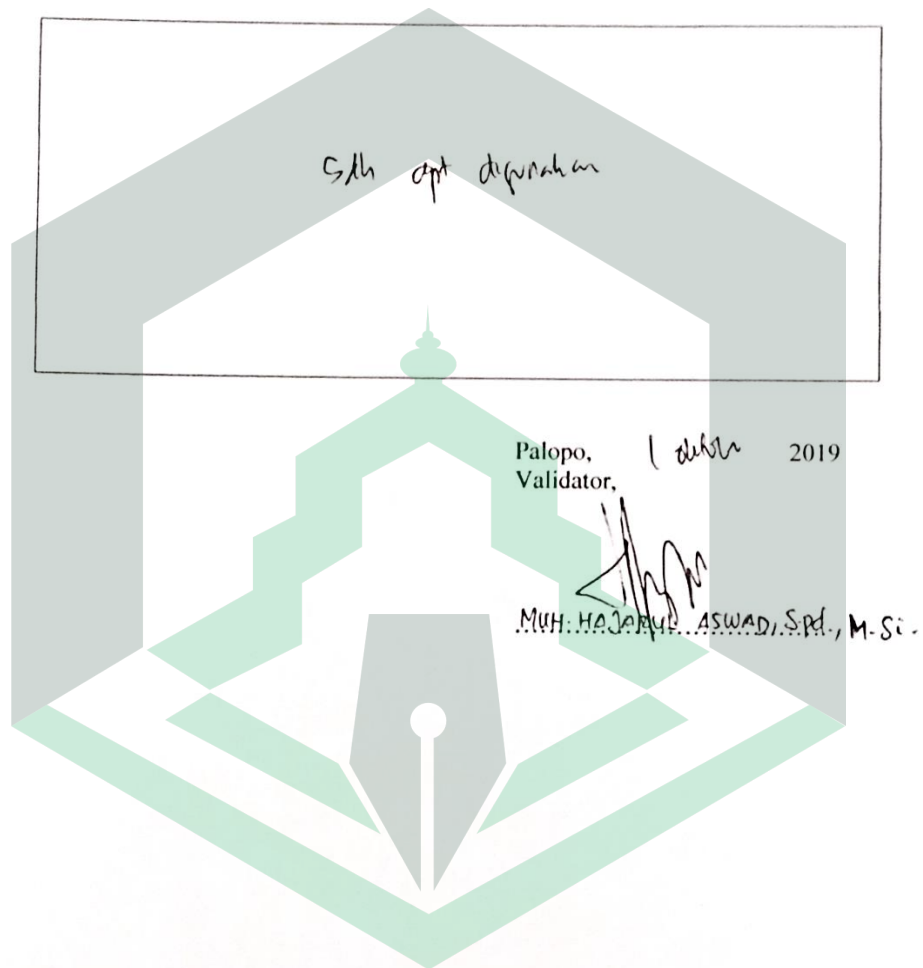 Sdh dpt digunakan
Palopo, 1 oktober 2019
Validator,
MUH. HAJARUL ASWAD, S.Pd., M.Si.